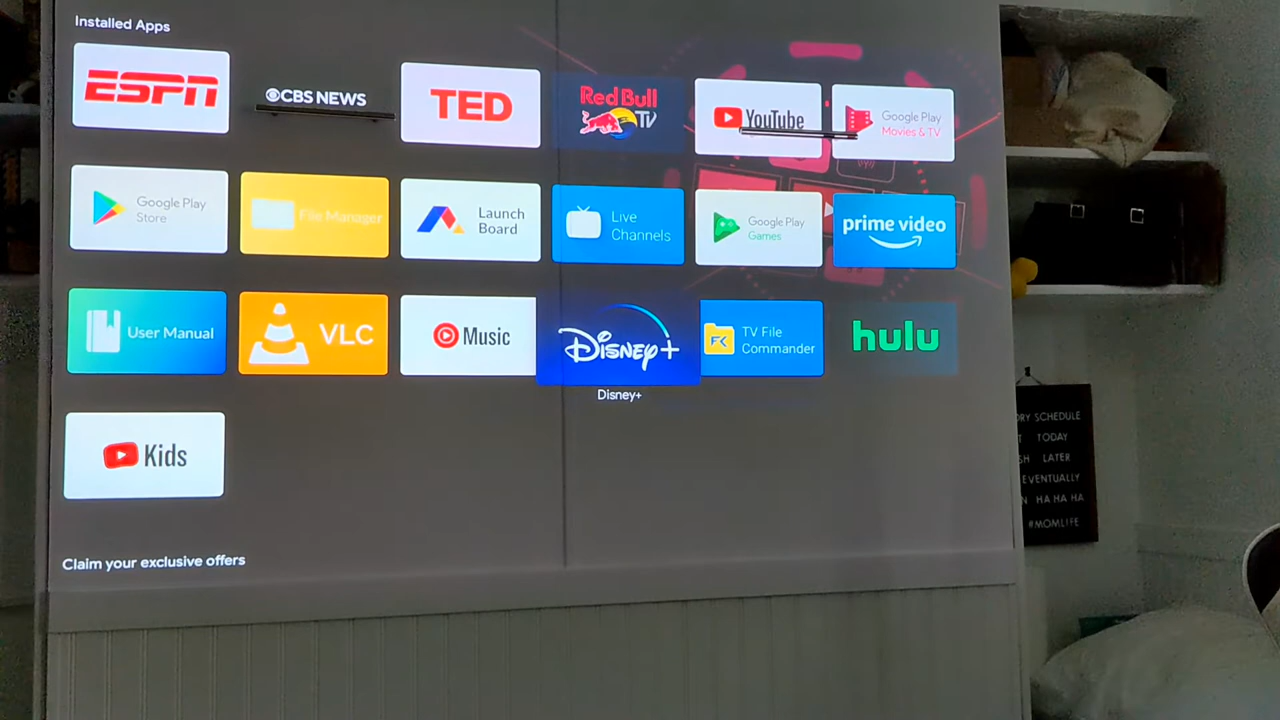 Installed Apps
ESPN
CBS NEWS
TED
Red Bull
TV
YouTube
Google Play
Movies & TV
Google Play
Store
File Manager
Launch
Board
Live
Channels
Google Play
Games
prime video
User Manual
VLC
Music
Disney+
FK
TV File
Commander
hulu
Disney+
Kids
Claim your exclusive offers
SCHEDULE
TODAY
LATER
EVENTUALLY
HA HA HA
#MOMLIFE